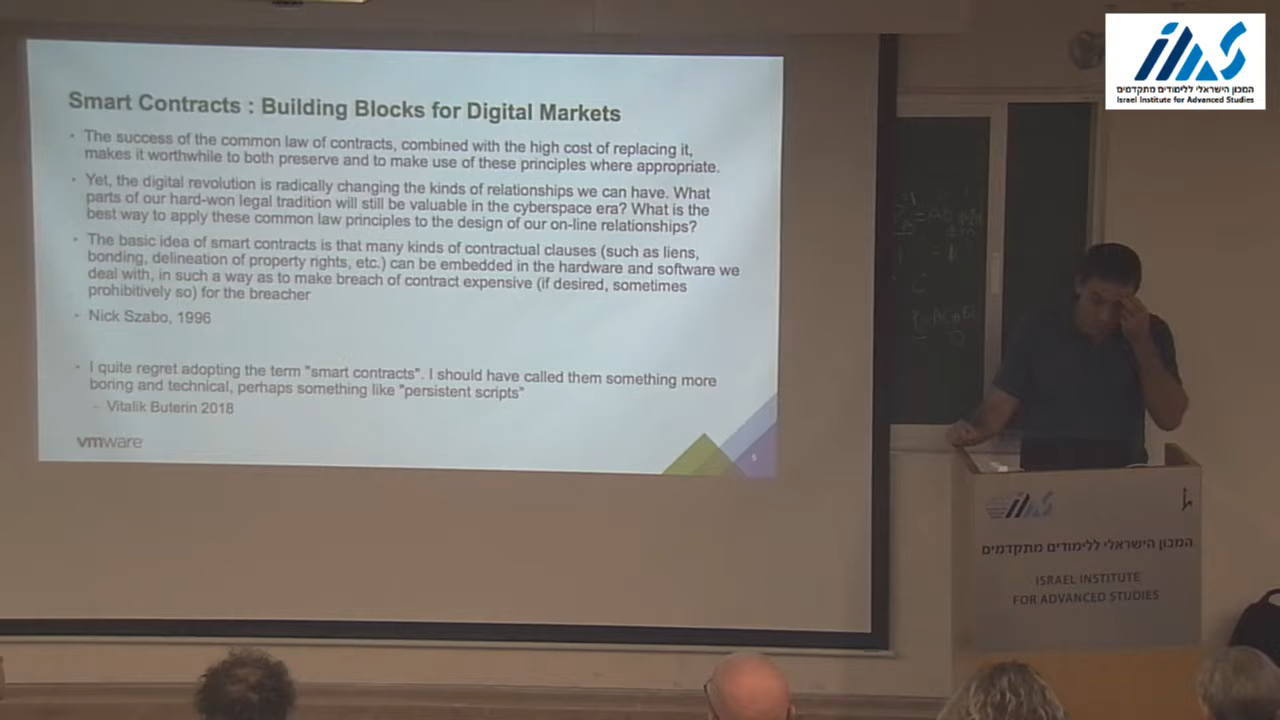 Smart Contracts : Building Blocks for Digital Markets
• The success of the common law of contracts, combined with the high cost of replacing it,
makes it worthwhile to both preserve and to make use of these principles where appropriate.
• Yet, the digital revolution is radically changing the kinds of relationships we can have. What
parts of our hard-won legal tradition will still be valuable in the cyberspace era? What is the
best way to apply these common law principles to the design of our on-line relationships?
• The basic idea of smart contracts is that many kinds of contractual clauses (such as liens,
bonding, delineation of property rights, etc.) can be embedded in the hardware and software we
deal with, in such a way as to make breach of contract expensive (if desired, sometimes
prohibitively so) for the breacher
• Nick Szabo, 1996
• I quite regret adopting the term "smart contracts". I should have called them something more
boring and technical, perhaps something like "persistent scripts"
– Vitalik Buterin 2018
vmware
6
המכון הישראלי ללימודים מתקדמים
Israel Institute for Advanced Studies
המכון הישראלי ללימודים מתקדמים
ISRAEL INSTITUTE
FOR ADVANCED STUDIES